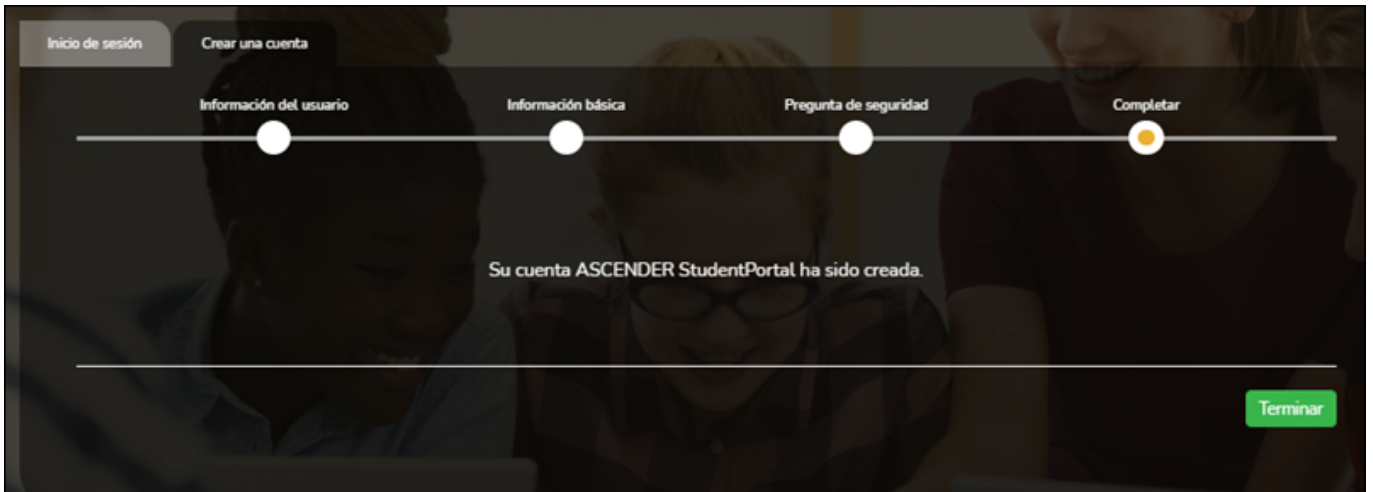 Inicio de sesión
Crear una cuenta
Información del usuario
Información básica
Pregunta de seguridad
Completar
Su cuenta ASCENDER StudentPortal ha sido creada.
Terminar